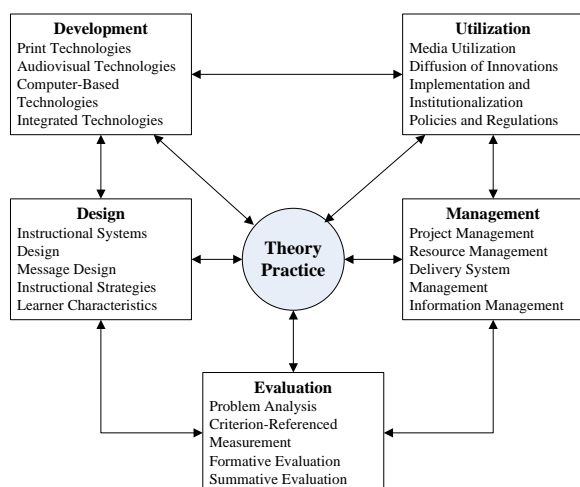 Development
Print Technologies
Audiovisual Technologies
Computer-Based
Technologies
Integrated Technologies
Utilization
Media Utilization
Diffusion of Innovations
Implementation and
Institutionalization
Policies and Regulations
Design
Instructional Systems
Design
Message Design
Instructional Strategies
Learner Characteristics
Theory
Practice
Management
Project Management
Resource Management
Delivery System
Management
Information Management
Evaluation
Problem Analysis
Criterion-Referenced
Measurement
Formative Evaluation
Summative Evaluation